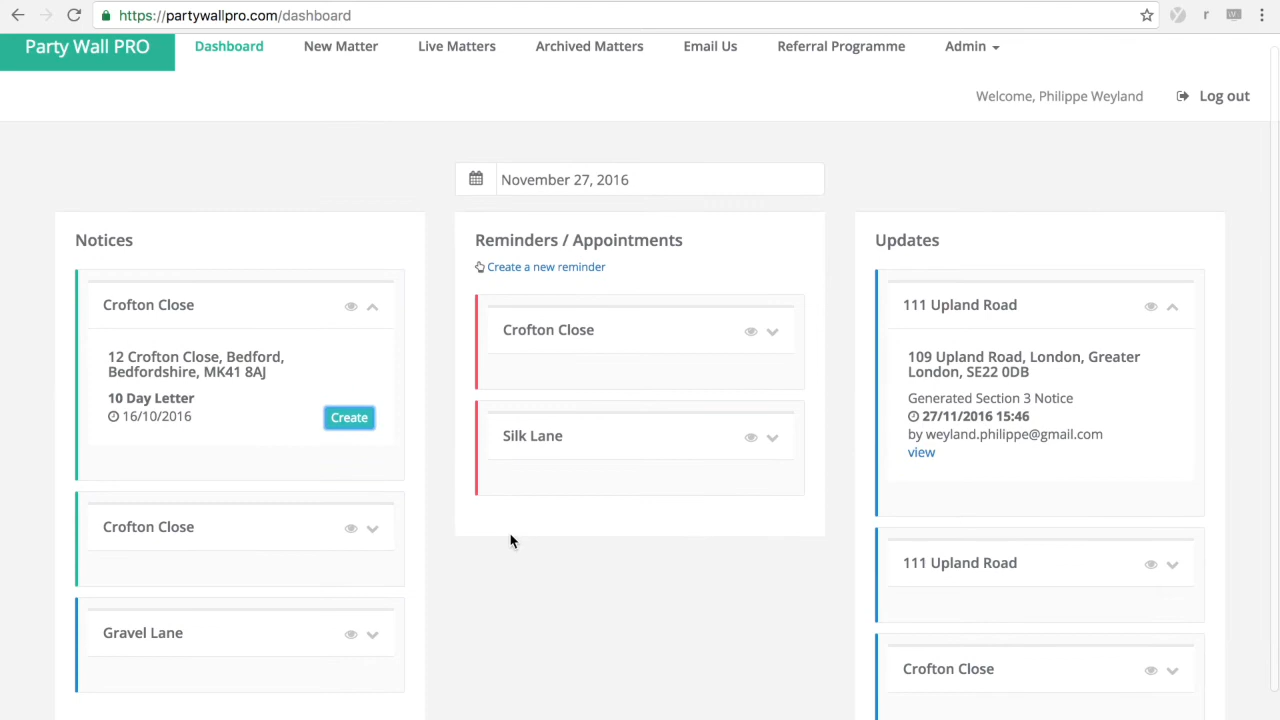 https://partywallpro.com/dashboard
Party Wall PRO
Dashboard
New Matter
Live Matters
Archived Matters
Email Us
Referral Programme
Admin
Welcome, Philippe Weyland
Log out
November 27, 2016
Notices
Crofton Close
12 Crofton Close, Bedford,
Bedfordshire, MK41 8AJ
10 Day Letter
16/10/2016
Create
Crofton Close
Gravel Lane
Reminders / Appointments
Create a new reminder
Crofton Close
Silk Lane
Updates
111 Upland Road
109 Upland Road, London, Greater
London, SE22 0DB
Generated Section 3 Notice
27/11/2016 15:46
by weyland.philippe@gmail.com
view
111 Upland Road
Crofton Close